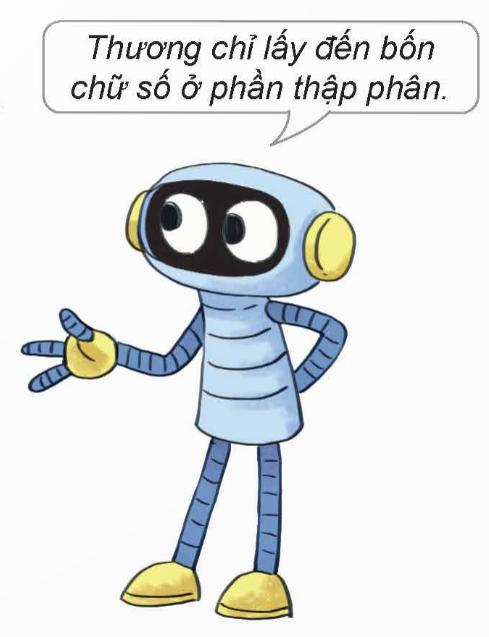 Thương chỉ lấy đến bốn
chữ số ở phần thập phân.